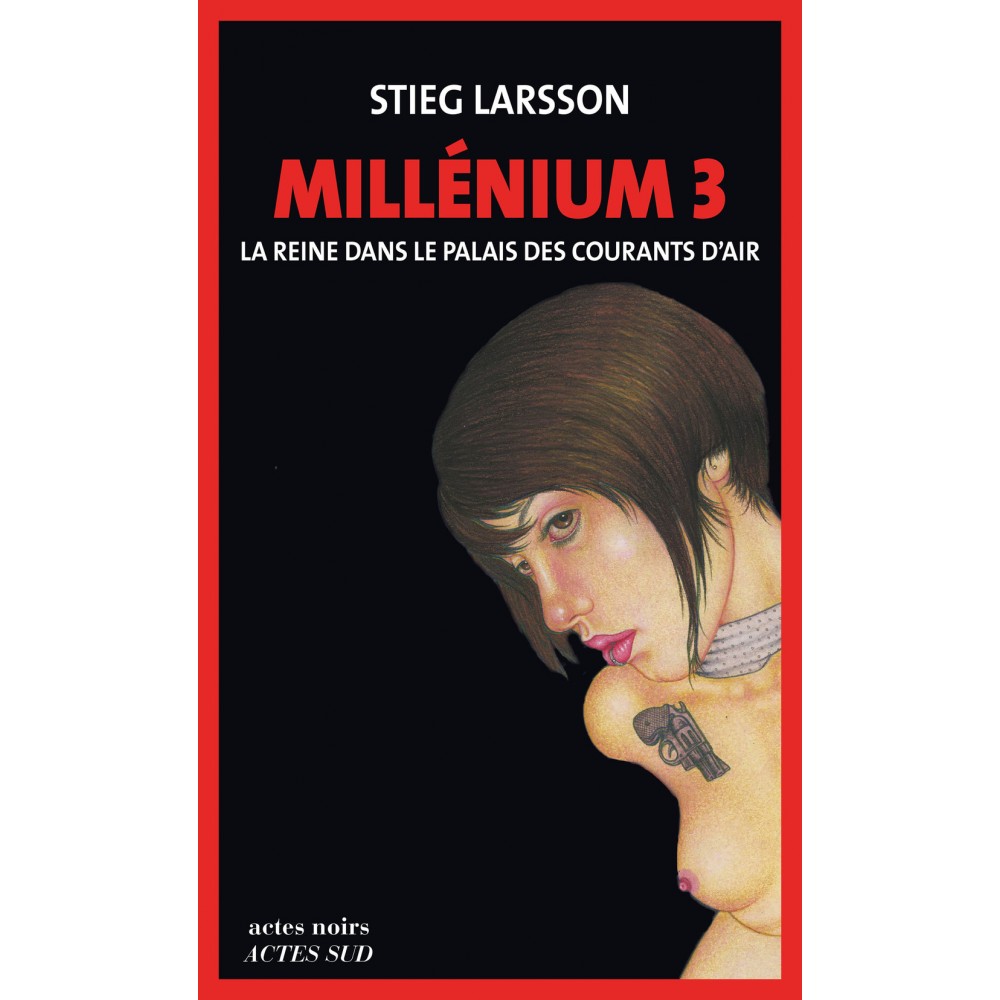 STIEG LARSSON
MILLÉNIUM 3
LA REINE DANS LE PALAIS DES COURANTS D'AIR
actes noirs
ACTES SUD